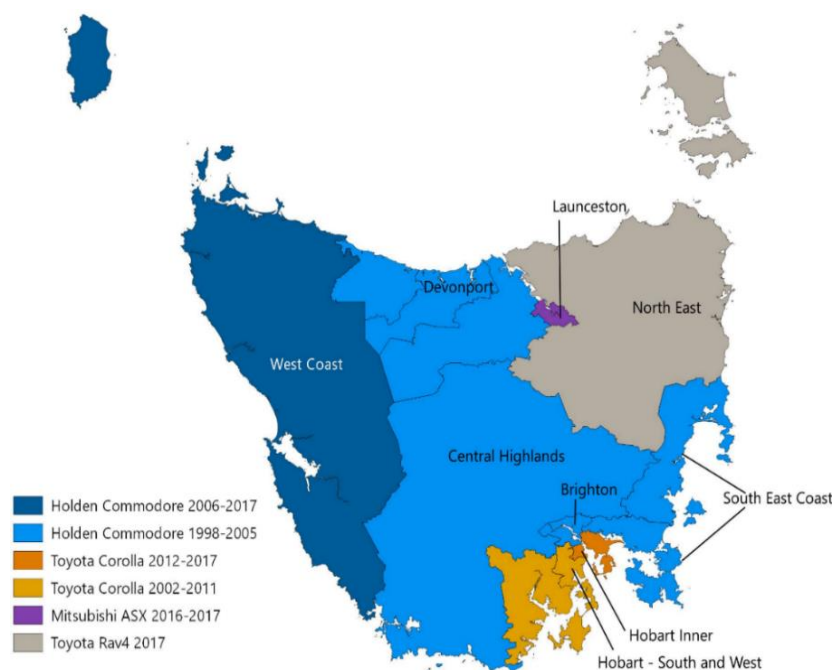 Launceston
Devonport
North East
West Coast
Central Highlands
Brighton
South East Coast
Hobart Inner
Hobart - South and West
Holden Commodore 2006-2017
Holden Commodore 1998-2005
Toyota Corolla 2012-2017
Toyota Corolla 2002-2011
Mitsubishi ASX 2016-2017
Toyota Rav4 2017